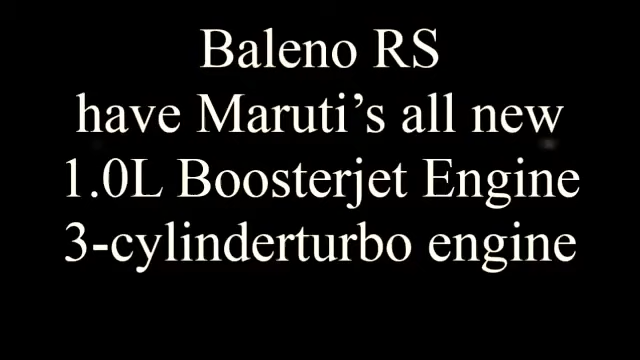 Baleno RS
have Maruti’s all new
1.0L Boosterjet Engine
3-cylinderturbo engine